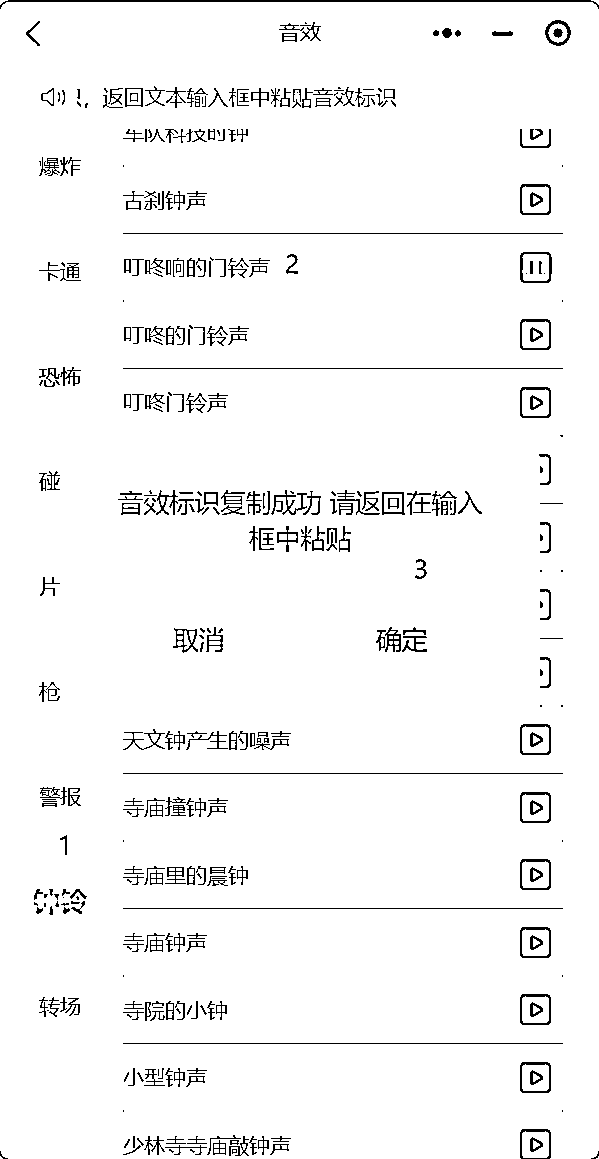 音效
返回文本输入框中粘贴音效标识
爆炸
古刹钟声
卡通
叮咚响的门铃声 2
叮咚的门铃声
恐怖
叮咚门铃声
碰
音效标识复制成功 请返回在输入
框中粘贴
3
片
取消 确定
枪
天文钟产生的噪声
警报
寺庙撞钟声
1
寺庙里的晨钟
钟铃
寺庙钟声
转场
寺院的小钟
小型钟声
少林寺寺庙敲钟声